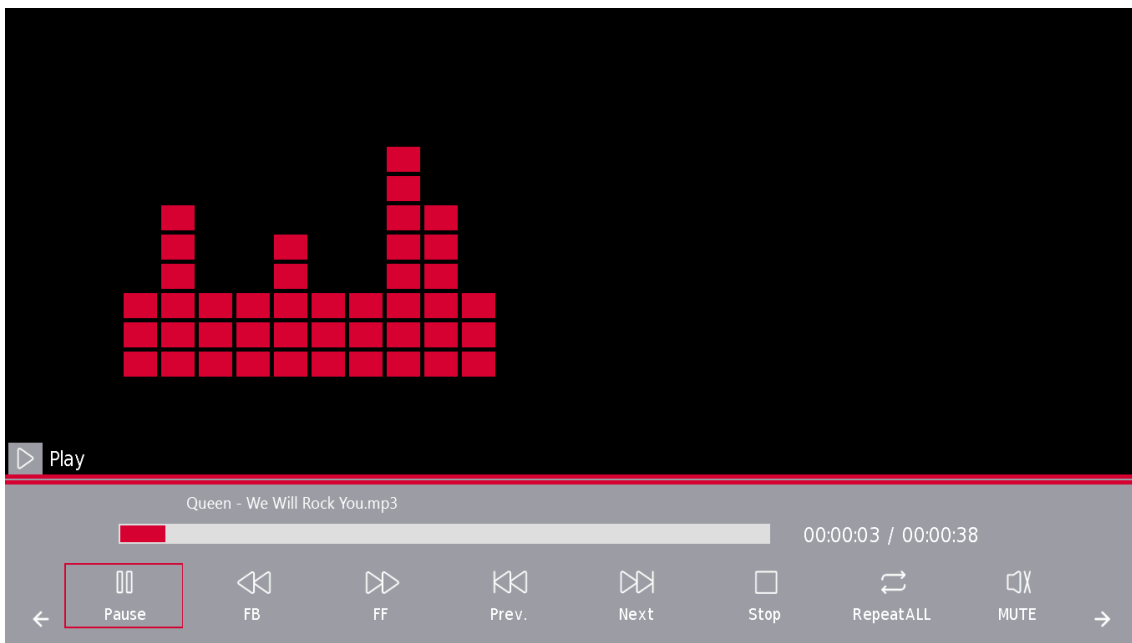 Play
Queen - We Will Rock You.mp3
00:00:03 / 00:00:38
Pause FB FF Prev. Next Stop RepeatALL MUTE